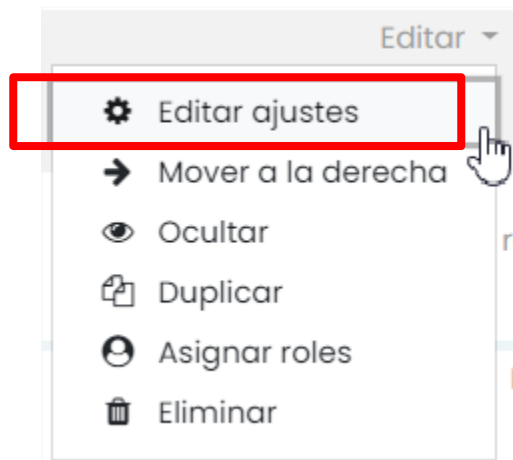 Editar
Editar ajustes
Mover a la derecha
Ocultar
Duplicar
Asignar roles
Eliminar